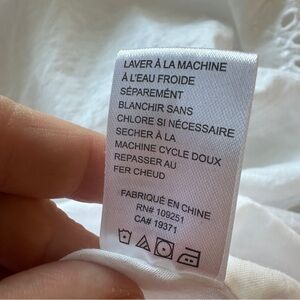 LAVER À LA MACHINE
À L'EAU FROIDE
SÉPARÉMENT
BLANCHIR SANS
CHLORE SI NÉCESSAIRE
SECHER À LA
MACHINE CYCLE DOUX
REPASSER AU
FER CHEUD
FABRIQUÉ EN CHINE
RN# 109251
CA# 19371